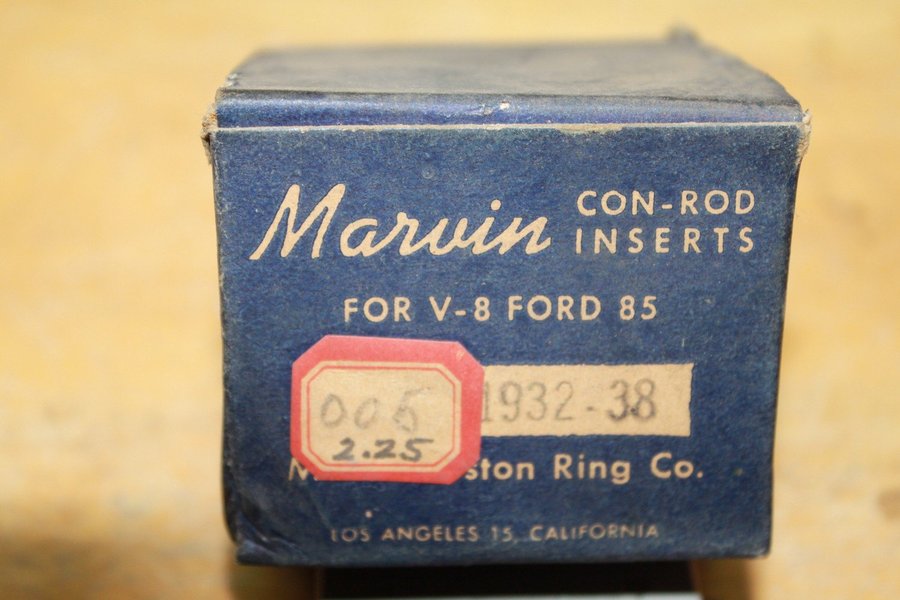 Marvin CON-ROD
INSERTS
FOR V-8 FORD 85
005
2.25
1932-38
Ring Co.
LOS ANGELES 15, CALIFORNIA